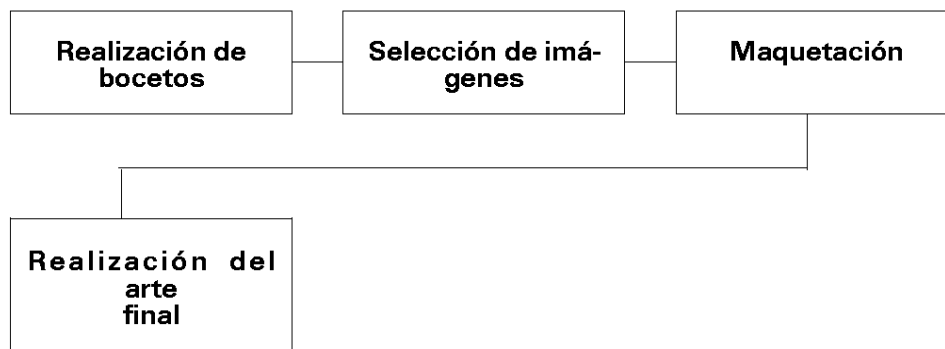 Realización de
bocetos
Selección de imá-
genes
Maquetación
Realización del
arte
final